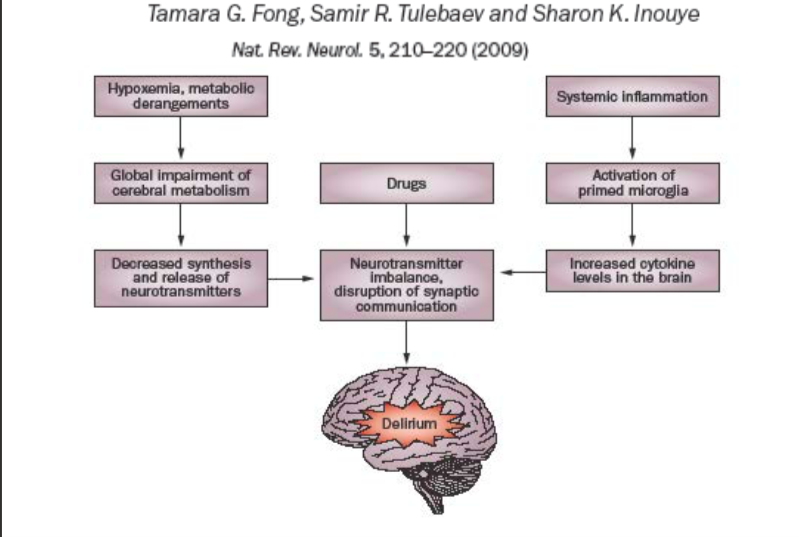 Tamara G. Fong, Samir R. Tulebaev and Sharon K. Inouye
Nat. Rev. Neurol. 5, 210–220 (2009)
Hypoxemia, metabolic
derangements
Systemic inflammation
Global impairment of
cerebral metabolism
Drugs
Activation of
primed microglia
Decreased synthesis
and release of
neurotransmitters
Neurotransmitter
imbalance,
disruption of synaptic
communication
Increased cytokine
levels in the brain
Delirium